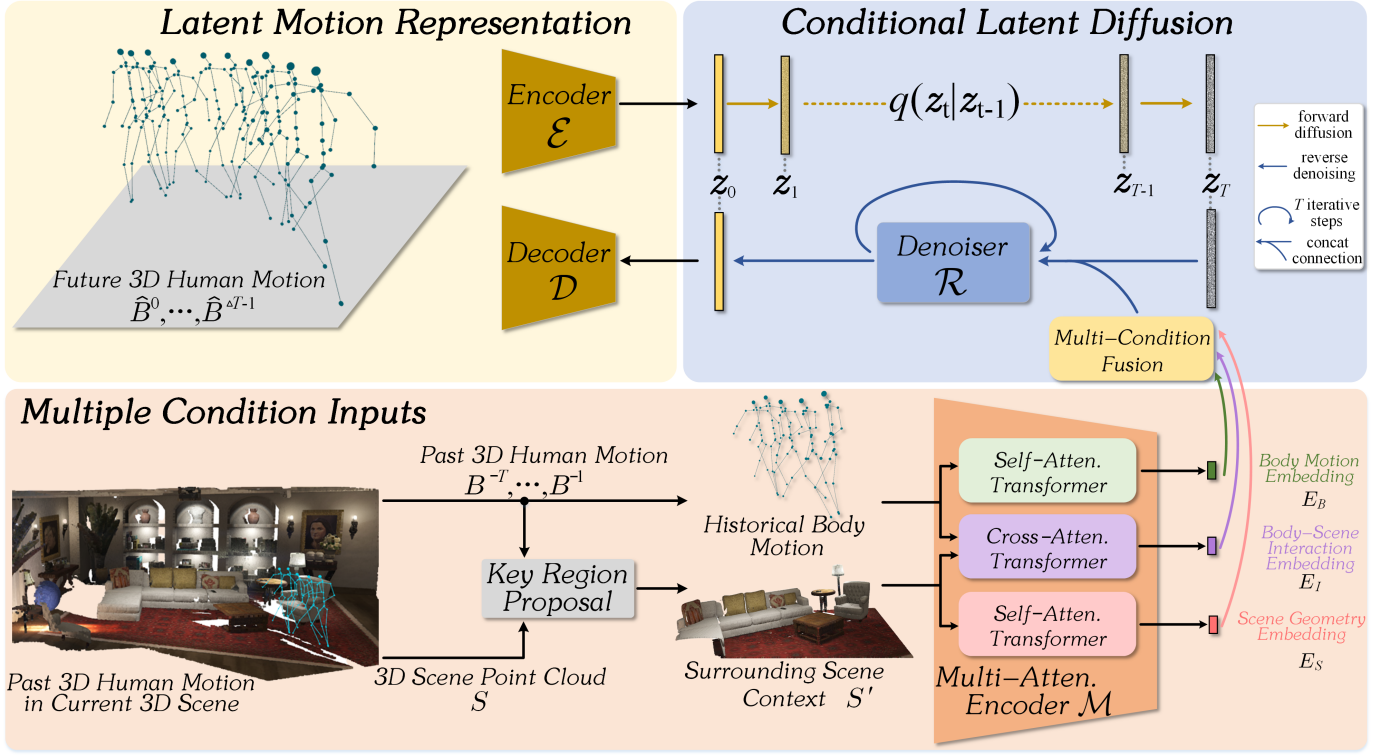 Latent Motion Representation
Encoder
ℰ
Decoder
𝒟
Future 3D Human Motion
B̂⁰,⋯,B̂^{ΔT-1}
Conditional Latent Diffusion
q(z_t|z_{t-1})
z₀
z₁
z_{T-1}
z_T
Denoiser
ℛ
Multi-Condition
Fusion
forward
diffusion
reverse
denoising
T iterative
steps
concat
connection
Multiple Condition Inputs
Past 3D Human Motion
in Current 3D Scene
Past 3D Human Motion
B^{-T},⋯,B^{-1}
Key Region
Proposal
3D Scene Point Cloud
S
Historical Body
Motion
Surrounding Scene
Context S′
Self-Atten.
Transformer
Cross-Atten.
Transformer
Self-Atten.
Transformer
Multi-Atten.
Encoder ℳ
Body Motion
Embedding
E_B
Body-Scene
Interaction
Embedding
E_I
Scene Geometry
Embedding
E_S